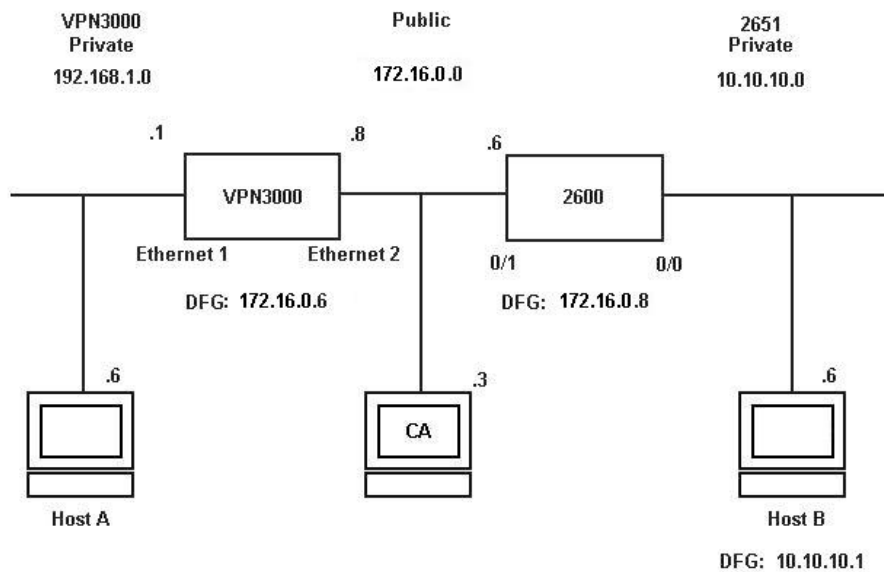 VPN3000
Private
192.168.1.0
Public
172.16.0.0
2651
Private
10.10.10.0
.1
.8
.6
VPN3000
2600
Ethernet 1
Ethernet 2
0/1
0/0
DFG: 172.16.0.6
DFG: 172.16.0.8
.6
.3
.6
CA
Host A
Host B
DFG: 10.10.10.1